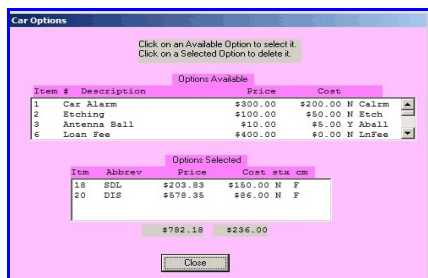 Car Options
Click on an Available Option to select it.
Click on a Selected Option to delete it.
Options Available
Item # Description Price Cost
1 Car Alarm $300.00 $200.00 N Calrm
2 Etching $100.00 $50.00 N Etch
3 Antenna Ball $10.00 $5.00 Y Aball
6 Loan Fee $400.00 $0.00 N LnFee
Options Selected
Itm Abbrev Price Cost stx cm
18 SDL $203.83 $150.00 N F
20 DIS $578.35 $86.00 N F
$782.18 $236.00
Close